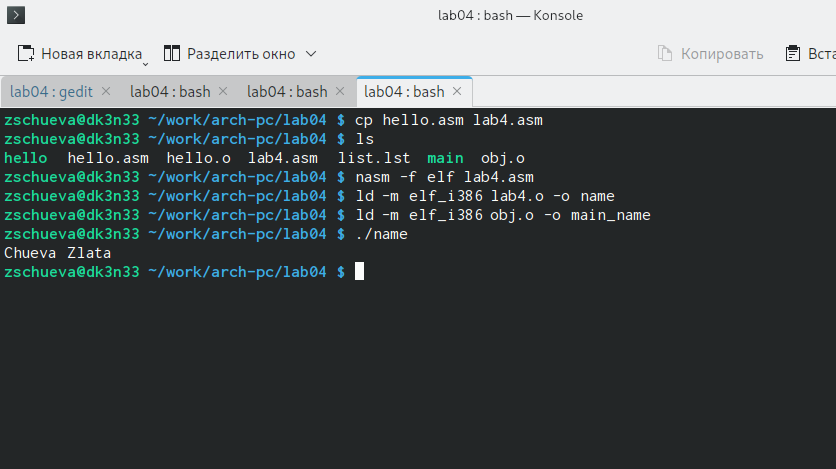 lab04 : bash — Konsole
Новая вкладка Разделить окно Копировать Вста
lab04 : gedit lab04 : bash lab04 : bash lab04 : bash
zschueva@dk3n33 ~/work/arch-pc/lab04 $ cp hello.asm lab4.asm
zschueva@dk3n33 ~/work/arch-pc/lab04 $ ls
hello hello.asm hello.o lab4.asm list.lst main obj.o
zschueva@dk3n33 ~/work/arch-pc/lab04 $ nasm -f elf lab4.asm
zschueva@dk3n33 ~/work/arch-pc/lab04 $ ld -m elf_i386 lab4.o -o name
zschueva@dk3n33 ~/work/arch-pc/lab04 $ ld -m elf_i386 obj.o -o main_name
zschueva@dk3n33 ~/work/arch-pc/lab04 $ ./name
Chueva Zlata
zschueva@dk3n33 ~/work/arch-pc/lab04 $